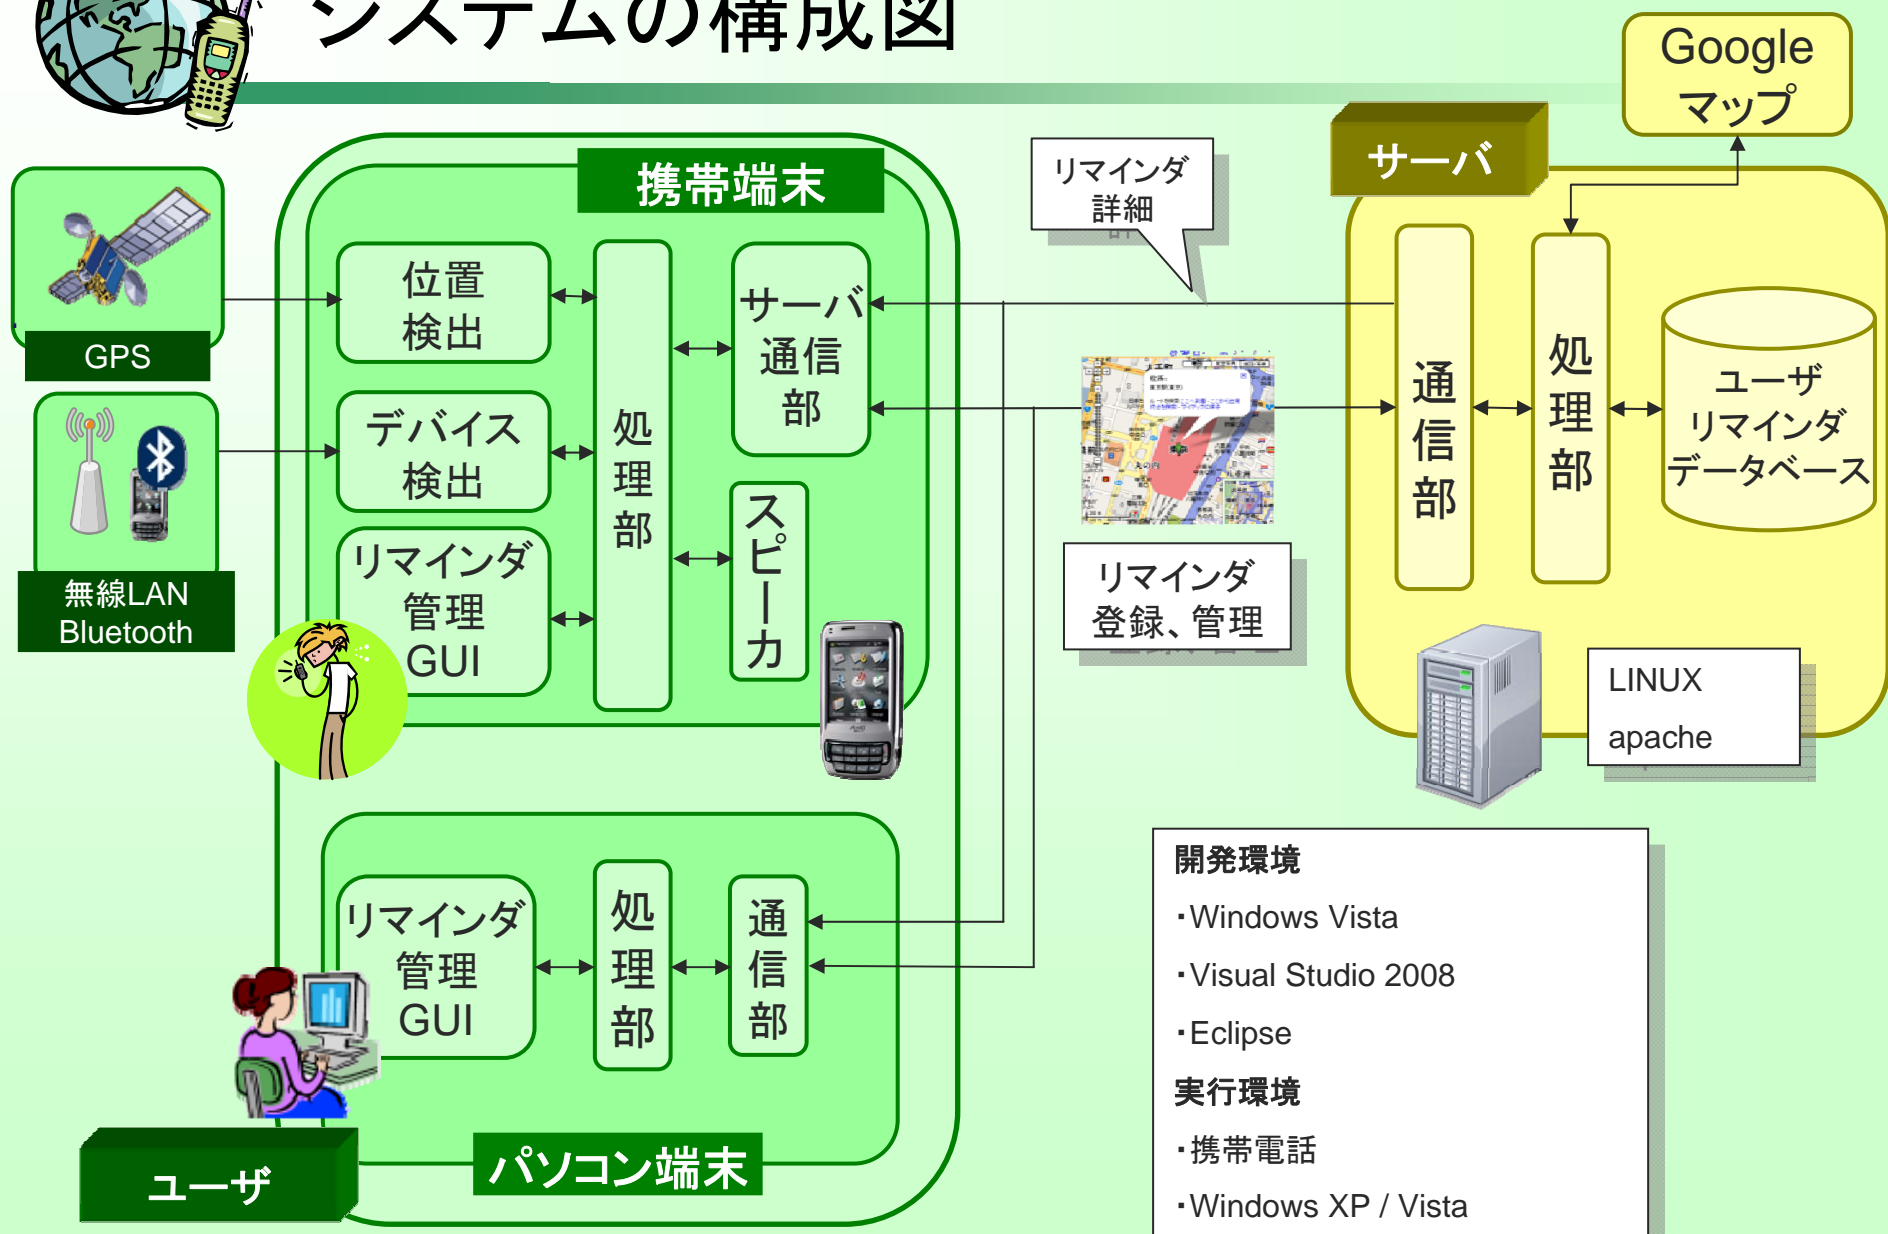 システムの構成図
Google
マップ
サーバ
携帯端末
リマインダ
詳細
GPS
無線LAN
Bluetooth
位置
検出
デバイス
検出
リマインダ
管理
GUI
処理部
サーバ
通信
部
スピーカ
リマインダ
登録、管理
通信部
処理部
ユーザ
リマインダ
データベース
LINUX
apache
リマインダ
管理
GUI
処理部
通信部
パソコン端末
ユーザ
開発環境
・Windows Vista
・Visual Studio 2008
・Eclipse
実行環境
・携帯電話
・Windows XP / Vista